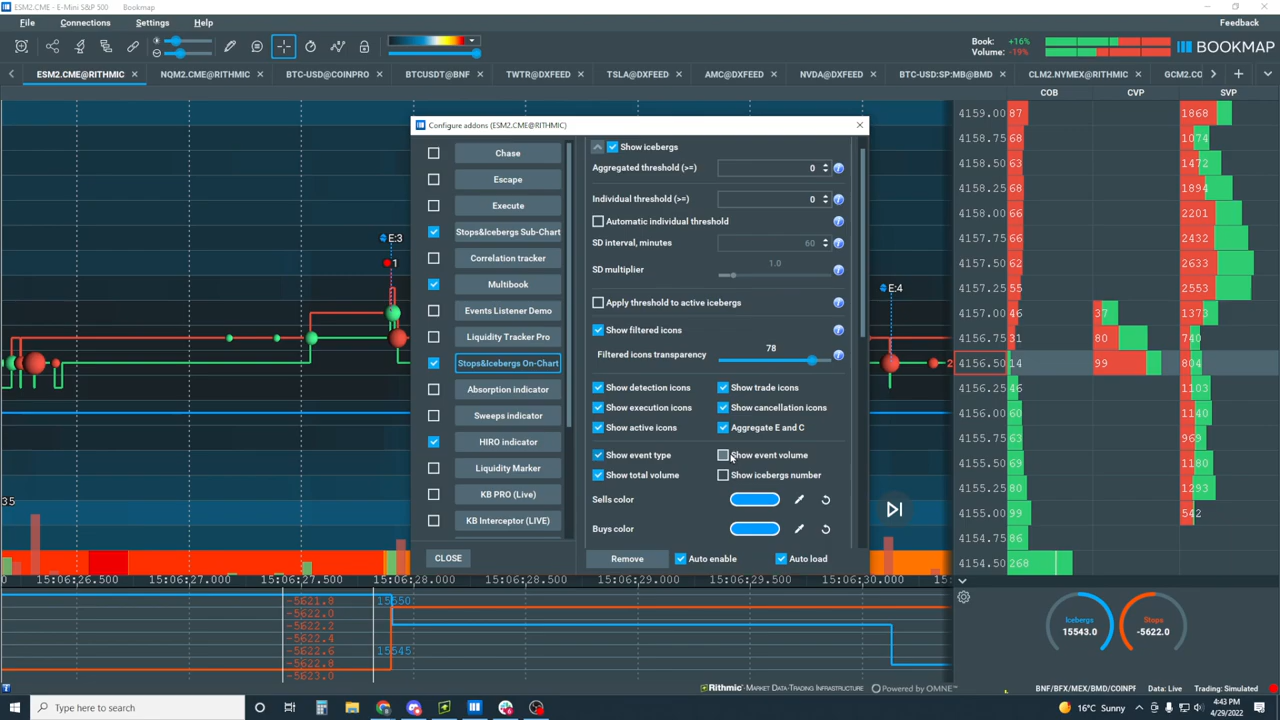 ESM2.CME - E-Mini S&P 500 Bookmap
File Connections Settings Help Feedback
Book: +16%
Volume: -19%
BOOKMAP
ESM2.CME@RITHMIC NQM2.CME@RITHMIC BTC-USD@COINPRO BTCUSDT@BNF TWTR@DXFEED TSLA@DXFEED AMC@DXFEED NVDA@DXFEED BTC-USD:SP:MB@BMD CLM2.NYMEX@RITHMIC GCM2.CO
COB CVP SVP
4159.00 87 1868
4158.75 68 1074
4158.50 63 1472
4158.25 68 1894
4158.00 66 2201
4157.75 67 2432
4157.50 62 2633
4157.25 55 2553
4157.00 46 37 1373
4156.75 31 80 740
4156.50 14 99 804
4156.25 46 1103
4156.00 60 1140
4155.75 63 969
4155.50 69 1180
4155.25 80 1293
4155.00 99 542
4154.75 86
4154.50 268
Configure addons (ESM2.CME@RITHMIC)
Chase
Escape
Execute
Stops&Icebergs Sub-Chart
Correlation tracker
Multibook
Events Listener Demo
Liquidity Tracker Pro
Stops&Icebergs On-Chart
Absorption indicator
Sweeps indicator
HIRO indicator
Liquidity Marker
KB PRO (Live)
KB Interceptor (LIVE)
CLOSE
Show icebergs
Aggregated threshold (>=) 0
Individual threshold (>=) 0
Automatic individual threshold
SD interval, minutes 60
SD multiplier 1.0
Apply threshold to active icebergs
Show filtered icons
Filtered icons transparency 78
Show detection icons Show trade icons
Show execution icons Show cancellation icons
Show active icons Aggregate E and C
Show event type Show event volume
Show total volume Show icebergs number
Sells color
Buys color
Remove Auto enable Auto load
E:3
1
E:4
2
35
0 15:06:26.500 15:06:27.000 15:06:27.500 15:06:28.000 15:06:28.500 15:06:29.000 15:06:29.500 15:06:30.000 15:0
-5621.8 15550
-5622.0
-5622.2
-5622.4
-5622.6 15545
-5622.8
-5623.0
Icebergs
15543.0
Stops
-5622.0
Rithmic - MARKET DATA-TRADING INFRASTRUCTURE Powered by OMNE™ BNF/BFX/MEX/BMD/COINPI Data: Live Trading: Simulated
Type here to search
16°C Sunny
4:43 PM
4/29/2022